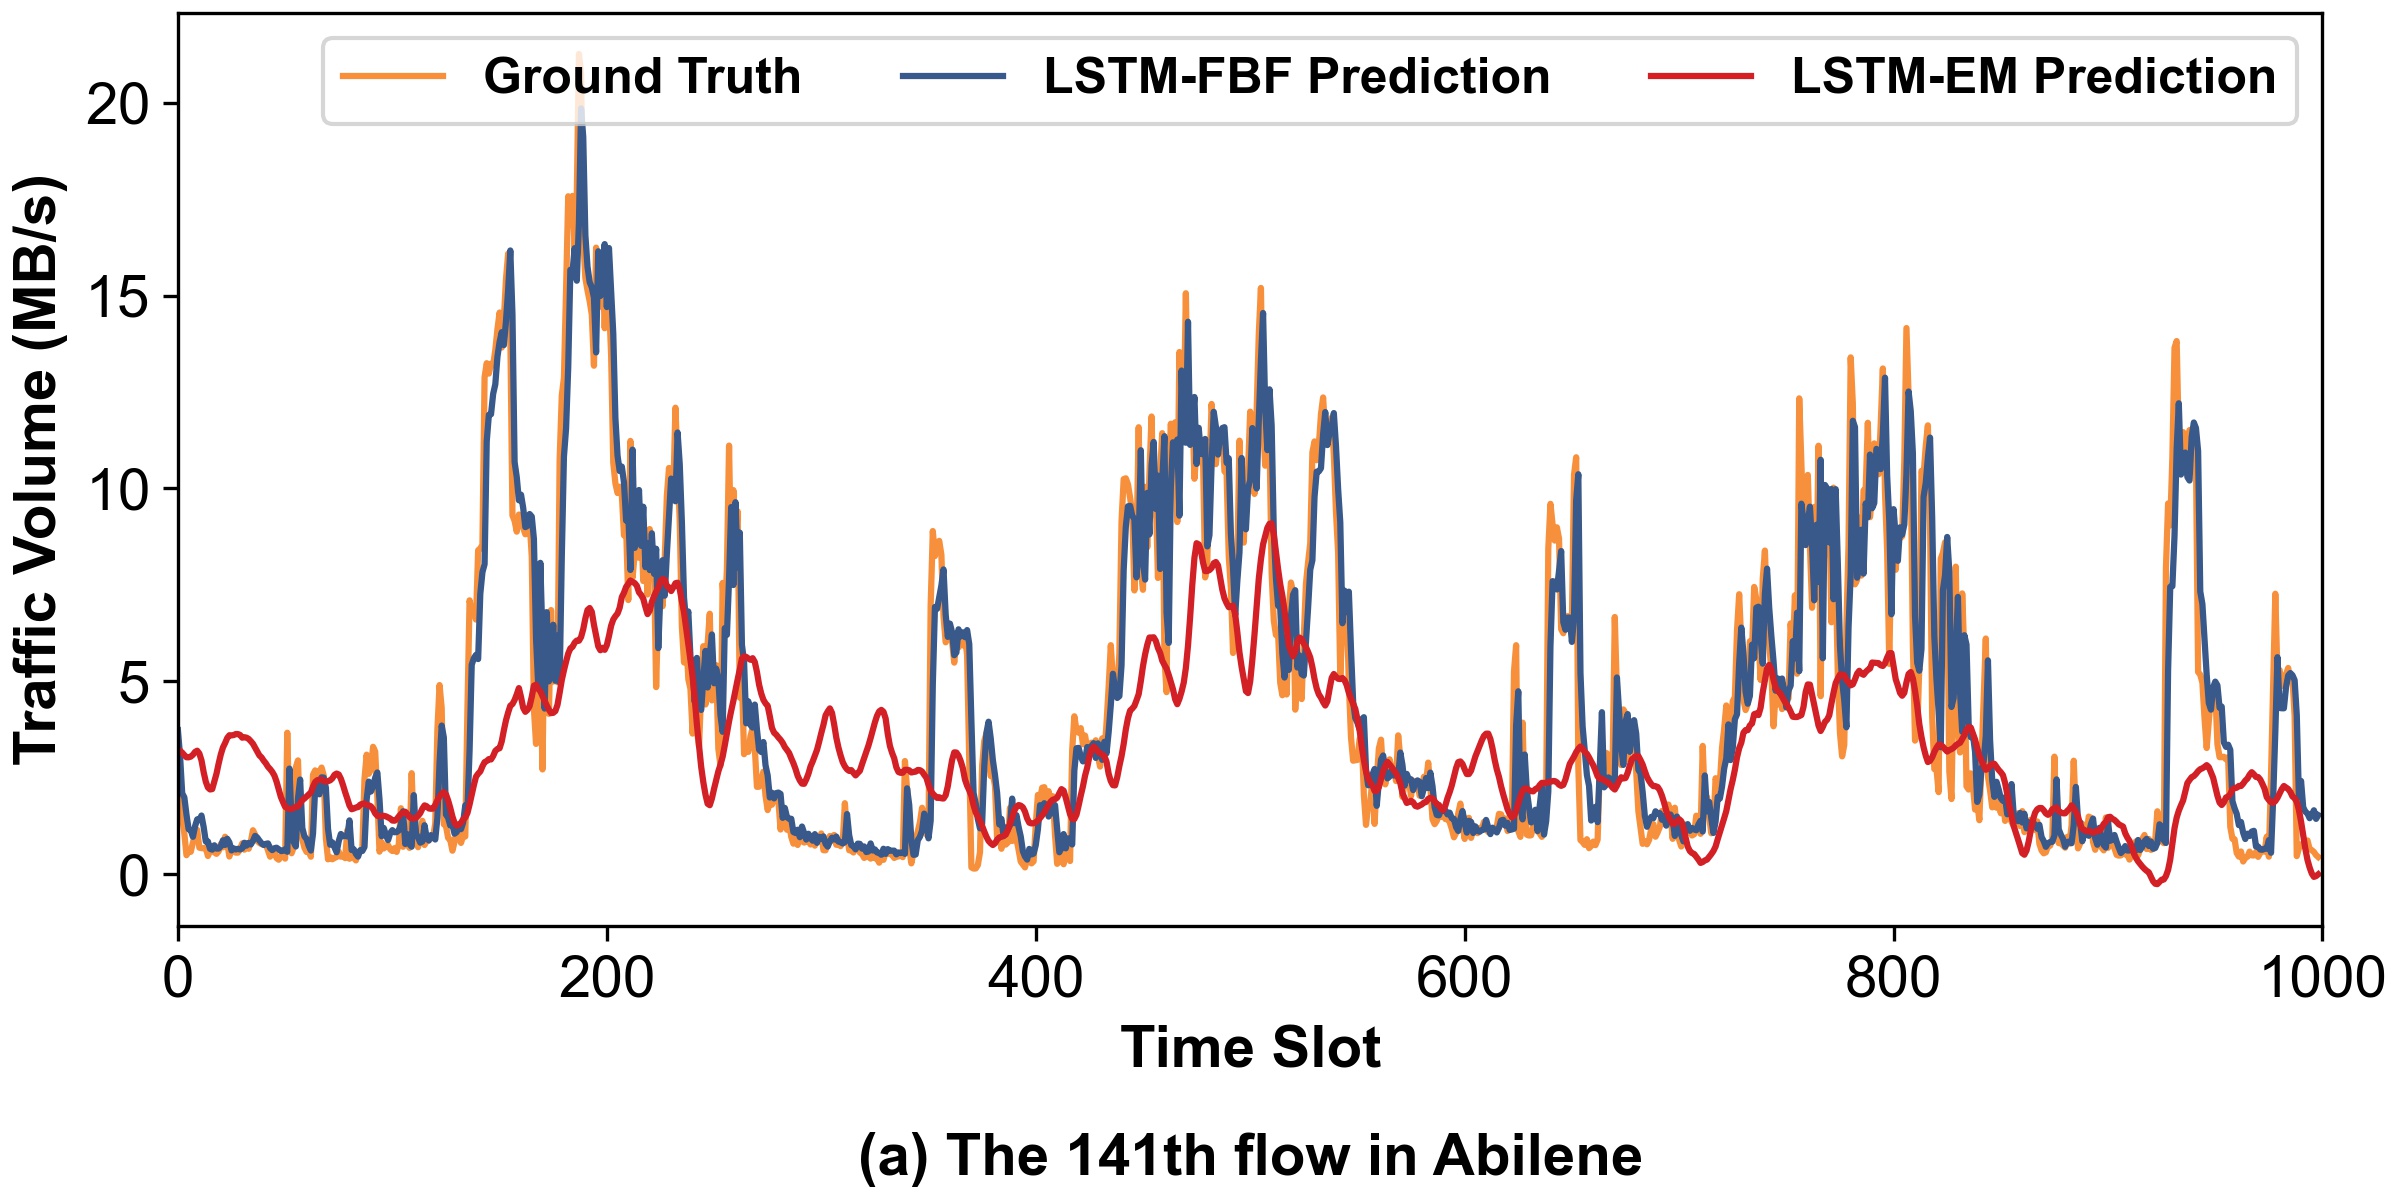 Ground Truth LSTM-FBF Prediction LSTM-EM Prediction
Traffic Volume (MB/s)
20
15
10
5
0
0 200 400 600 800 1000
Time Slot
(a) The 141th flow in Abilene